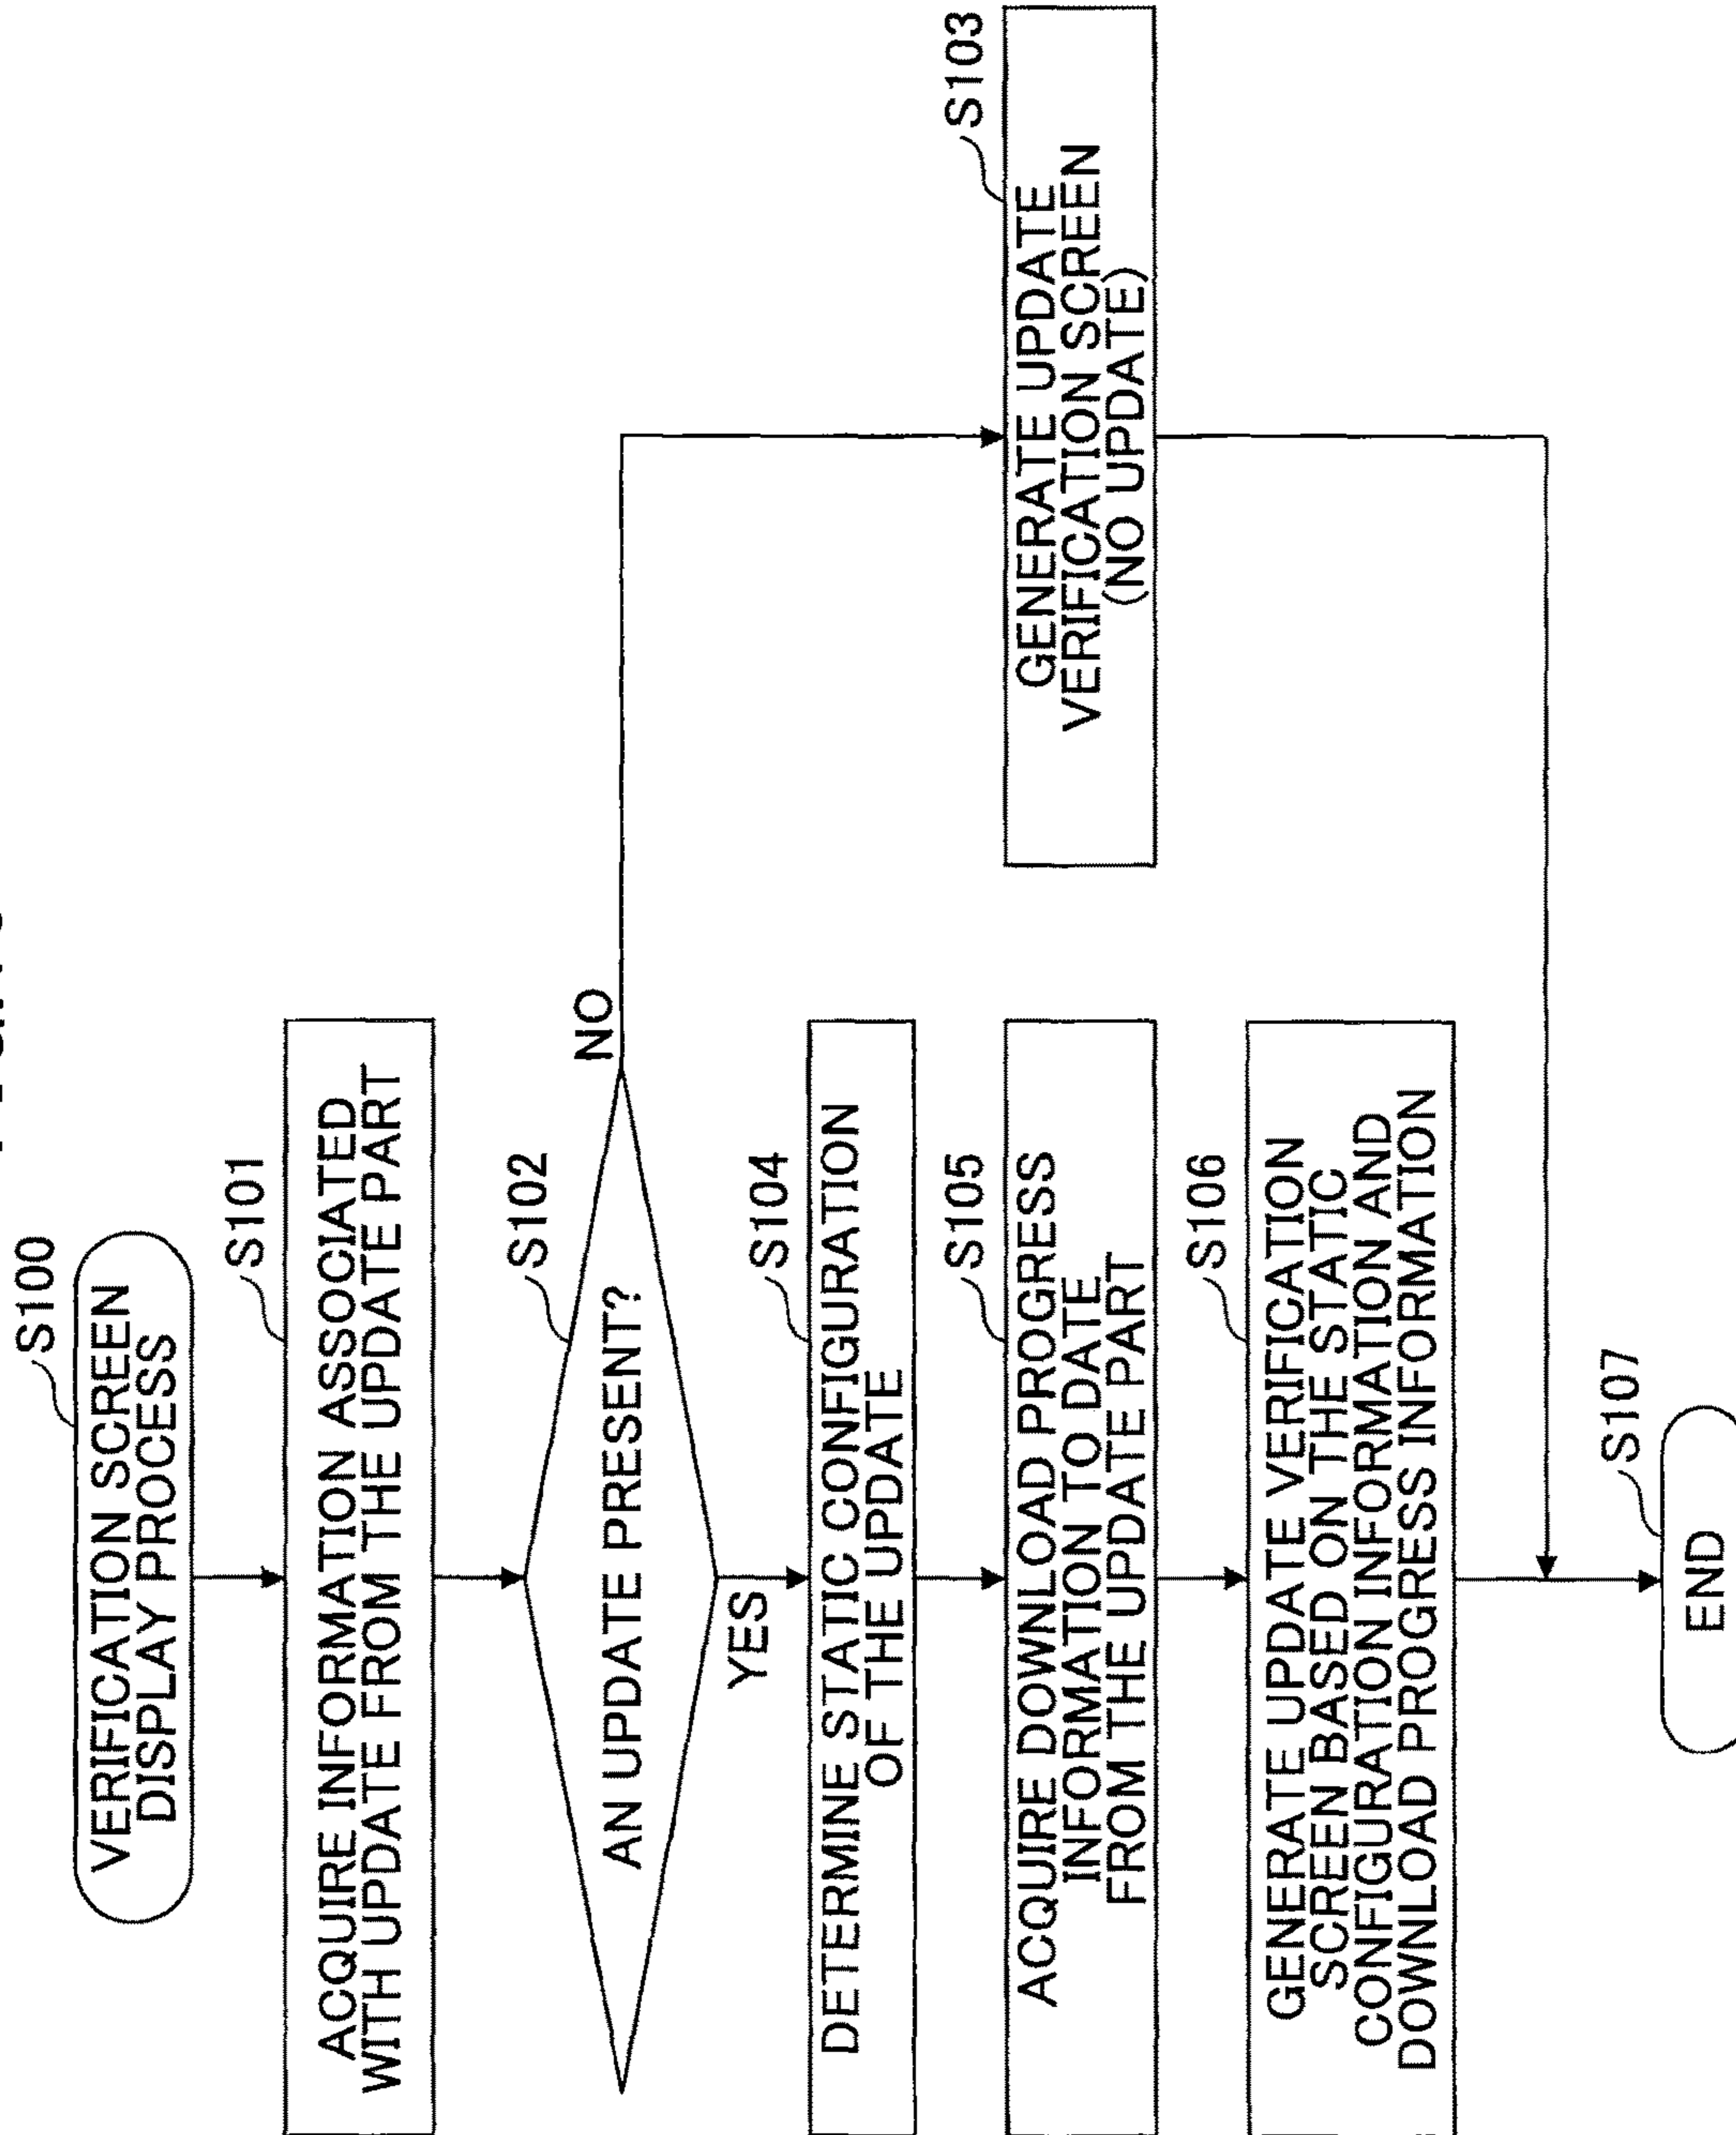 S100
VERIFICATION SCREEN
DISPLAY PROCESS
S101
ACQUIRE INFORMATION ASSOCIATED
WITH UPDATE FROM THE UPDATE PART
S102
AN UPDATE PRESENT?
NO
YES
S103
GENERATE UPDATE
VERIFICATION SCREEN
(NO UPDATE)
S104
DETERMINE STATIC CONFIGURATION
OF THE UPDATE
S105
ACQUIRE DOWNLOAD PROGRESS
INFORMATION TO DATE
FROM THE UPDATE PART
S106
GENERATE UPDATE VERIFICATION
SCREEN BASED ON THE STATIC
CONFIGURATION INFORMATION AND
DOWNLOAD PROGRESS INFORMATION
S107
END